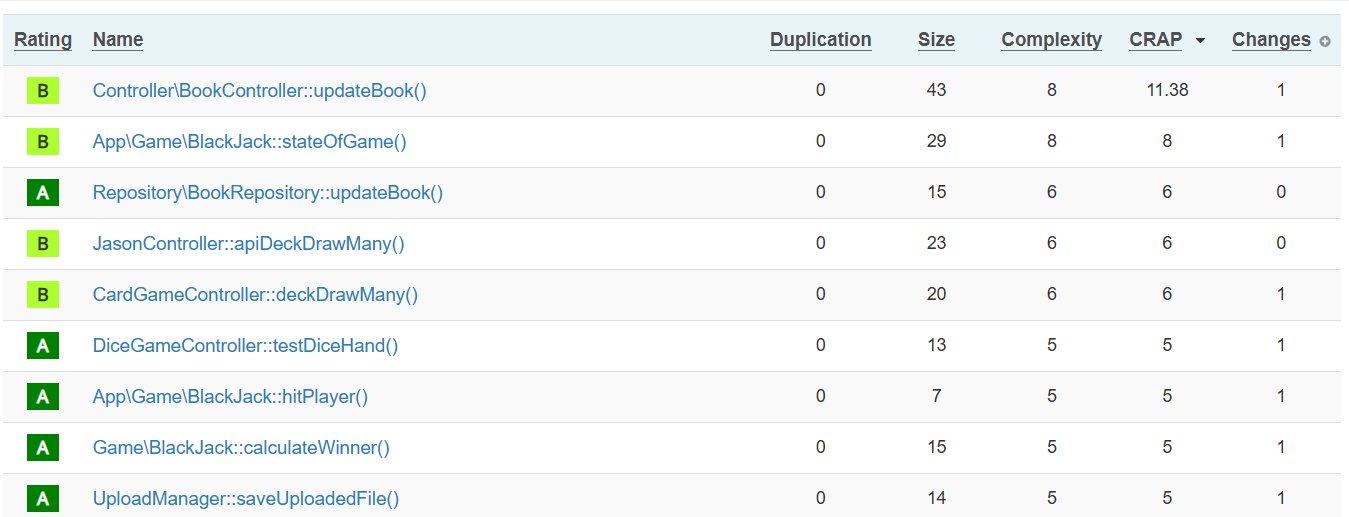 Rating Name Duplication Size Complexity CRAP Changes
B Controller\BookController::updateBook() 0 43 8 11.38 1
B App\Game\BlackJack::stateOfGame() 0 29 8 8 1
A Repository\BookRepository::updateBook() 0 15 6 6 0
B JasonController::apiDeckDrawMany() 0 23 6 6 0
B CardGameController::deckDrawMany() 0 20 6 6 1
A DiceGameController::testDiceHand() 0 13 5 5 1
A App\Game\BlackJack::hitPlayer() 0 7 5 5 1
A Game\BlackJack::calculateWinner() 0 15 5 5 1
A UploadManager::saveUploadedFile() 0 14 5 5 1